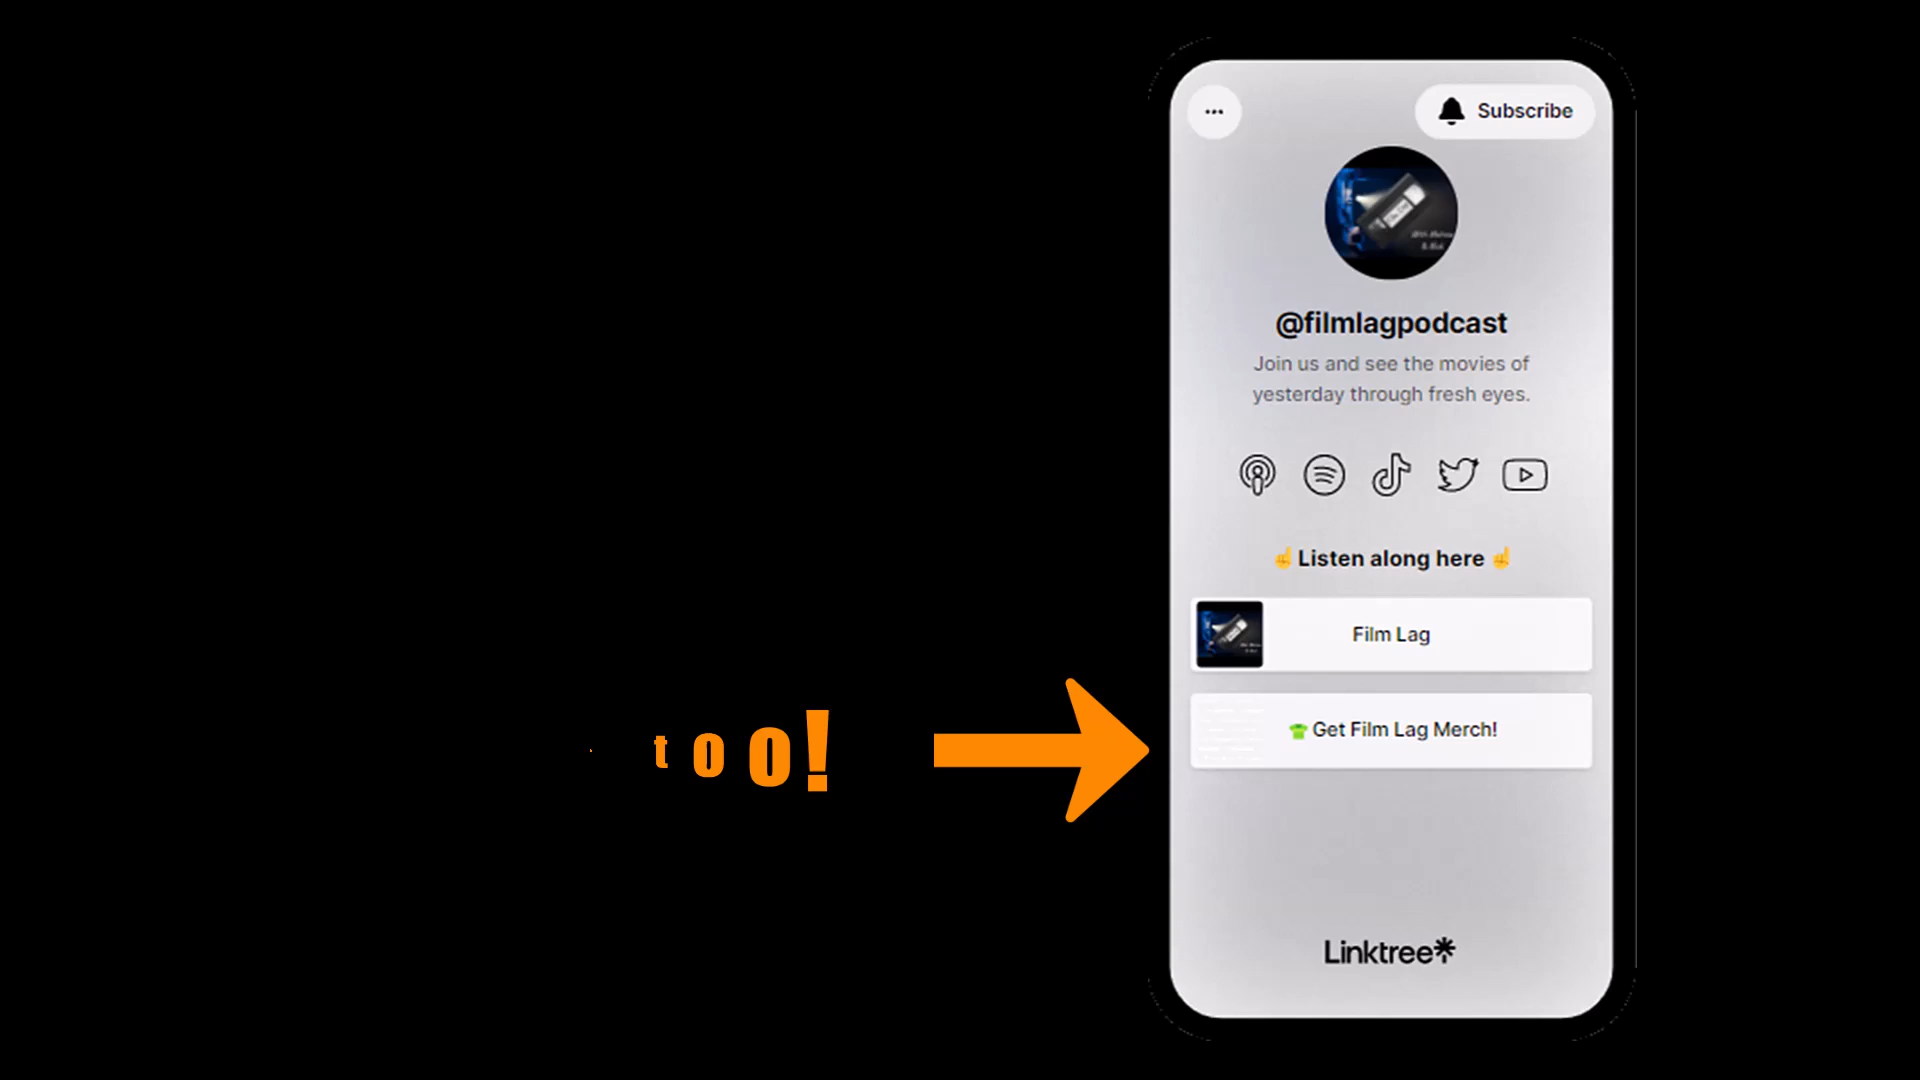 Subscribe
@filmlagpodcast
Join us and see the movies of
yesterday through fresh eyes.
Listen along here
Film Lag
too!
Get Film Lag Merch!
Linktree